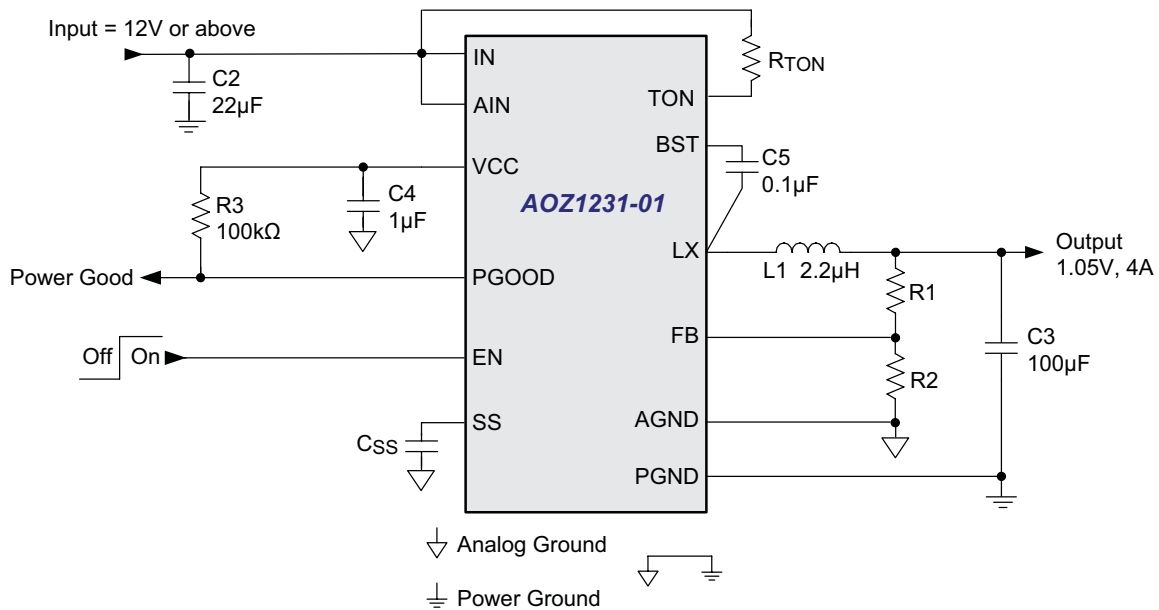 Input = 12V or above
C2
22µF
IN
AIN
RTON
TON
BST
C5
0.1µF
VCC
C4
1µF
R3
100kΩ
AOZ1231-01
LX
L1 2.2µH
Output
1.05V, 4A
Power Good
PGOOD
R1
FB
C3
100µF
Off On
EN
R2
SS
CSS
AGND
PGND
Analog Ground
Power Ground